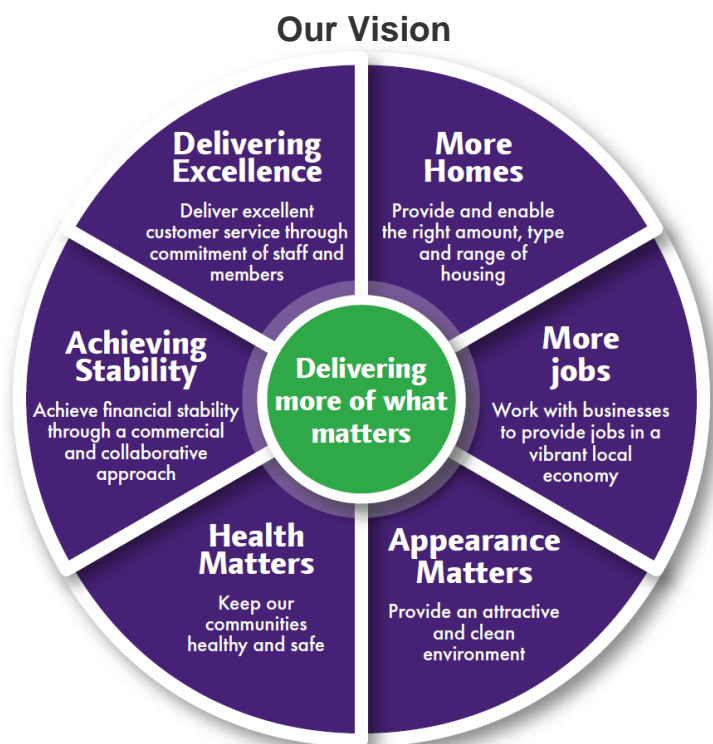 Our Vision
Delivering
Excellence
Deliver excellent
customer service through
commitment of staff and
members
More
Homes
Provide and enable
the right amount, type
and range of
housing
Achieving
Stability
Achieve financial stability
through a commercial
and collaborative
approach
Delivering
more of what
matters
More
jobs
Work with businesses
to provide jobs in a
vibrant local
economy
Health
Matters
Keep our
communities
healthy and safe
Appearance
Matters
Provide an attractive
and clean
environment